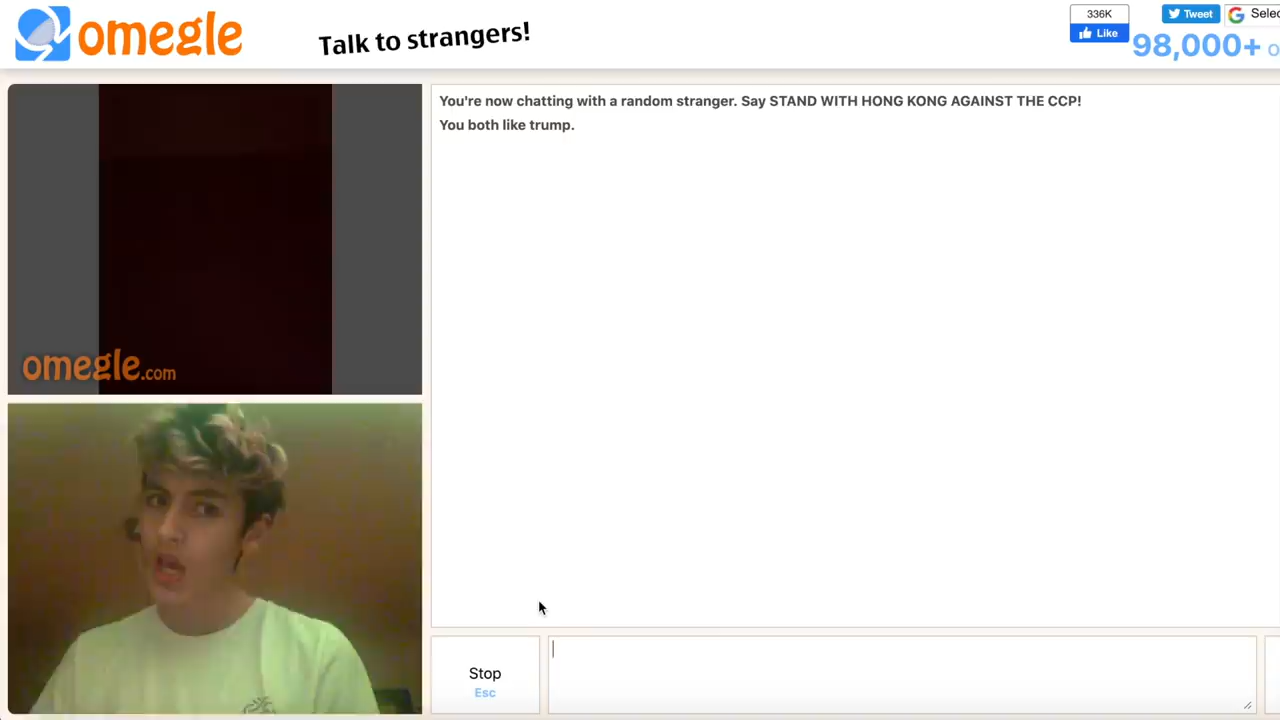 omegle
Talk to strangers!
336K
Like
Tweet
98,000+
You're now chatting with a random stranger. Say STAND WITH HONG KONG AGAINST THE CCP!
You both like trump.
omegle.com
Stop
Esc